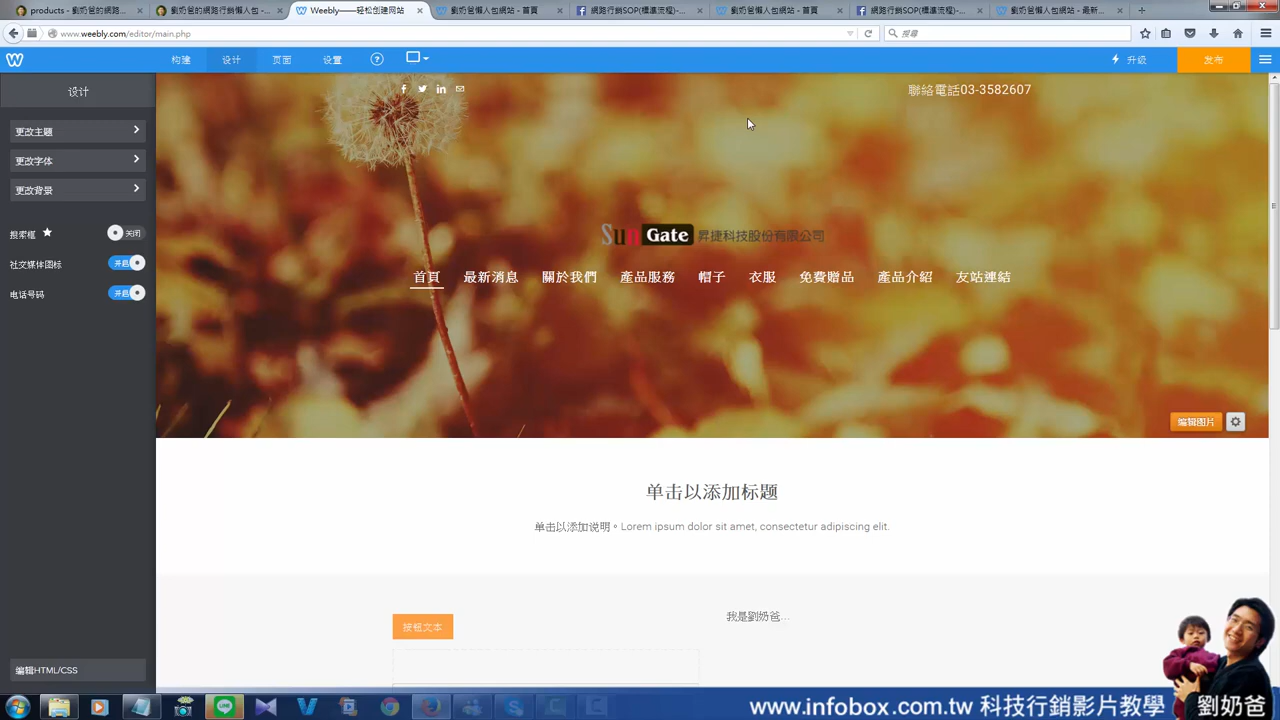 products - 劉奶爸的網路...
劉奶爸的網路行銷懶人包 -...
Weebly——轻松创建网站
劉奶爸懶人包網站 - 首頁
網路行銷SOP(標準流程)-...
劉奶爸懶人包網站 - 首頁
網路行銷SOP(標準流程)-...
劉奶爸懶人包網站 - 最新...
www.weebly.com/editor/main.php
搜尋
构建 设计 页面 设置 升级 发布
设计
更改主题
更改字体
更改背景
搜索框 关闭
社交媒体图标 开启
电话号码 开启
编辑HTML/CSS
聯絡電話03-3582607
Sun Gate 昇捷科技股份有限公司
首頁 最新消息 關於我們 產品服務 帽子 衣服 免費贈品 產品介紹 友站連結
编辑图片
单击以添加标题
单击以添加说明。Lorem ipsum dolor sit amet, consectetur adipiscing elit.
按钮文本
我是劉奶爸...
www.infobox.com.tw 科技行銷影片教學
劉奶爸